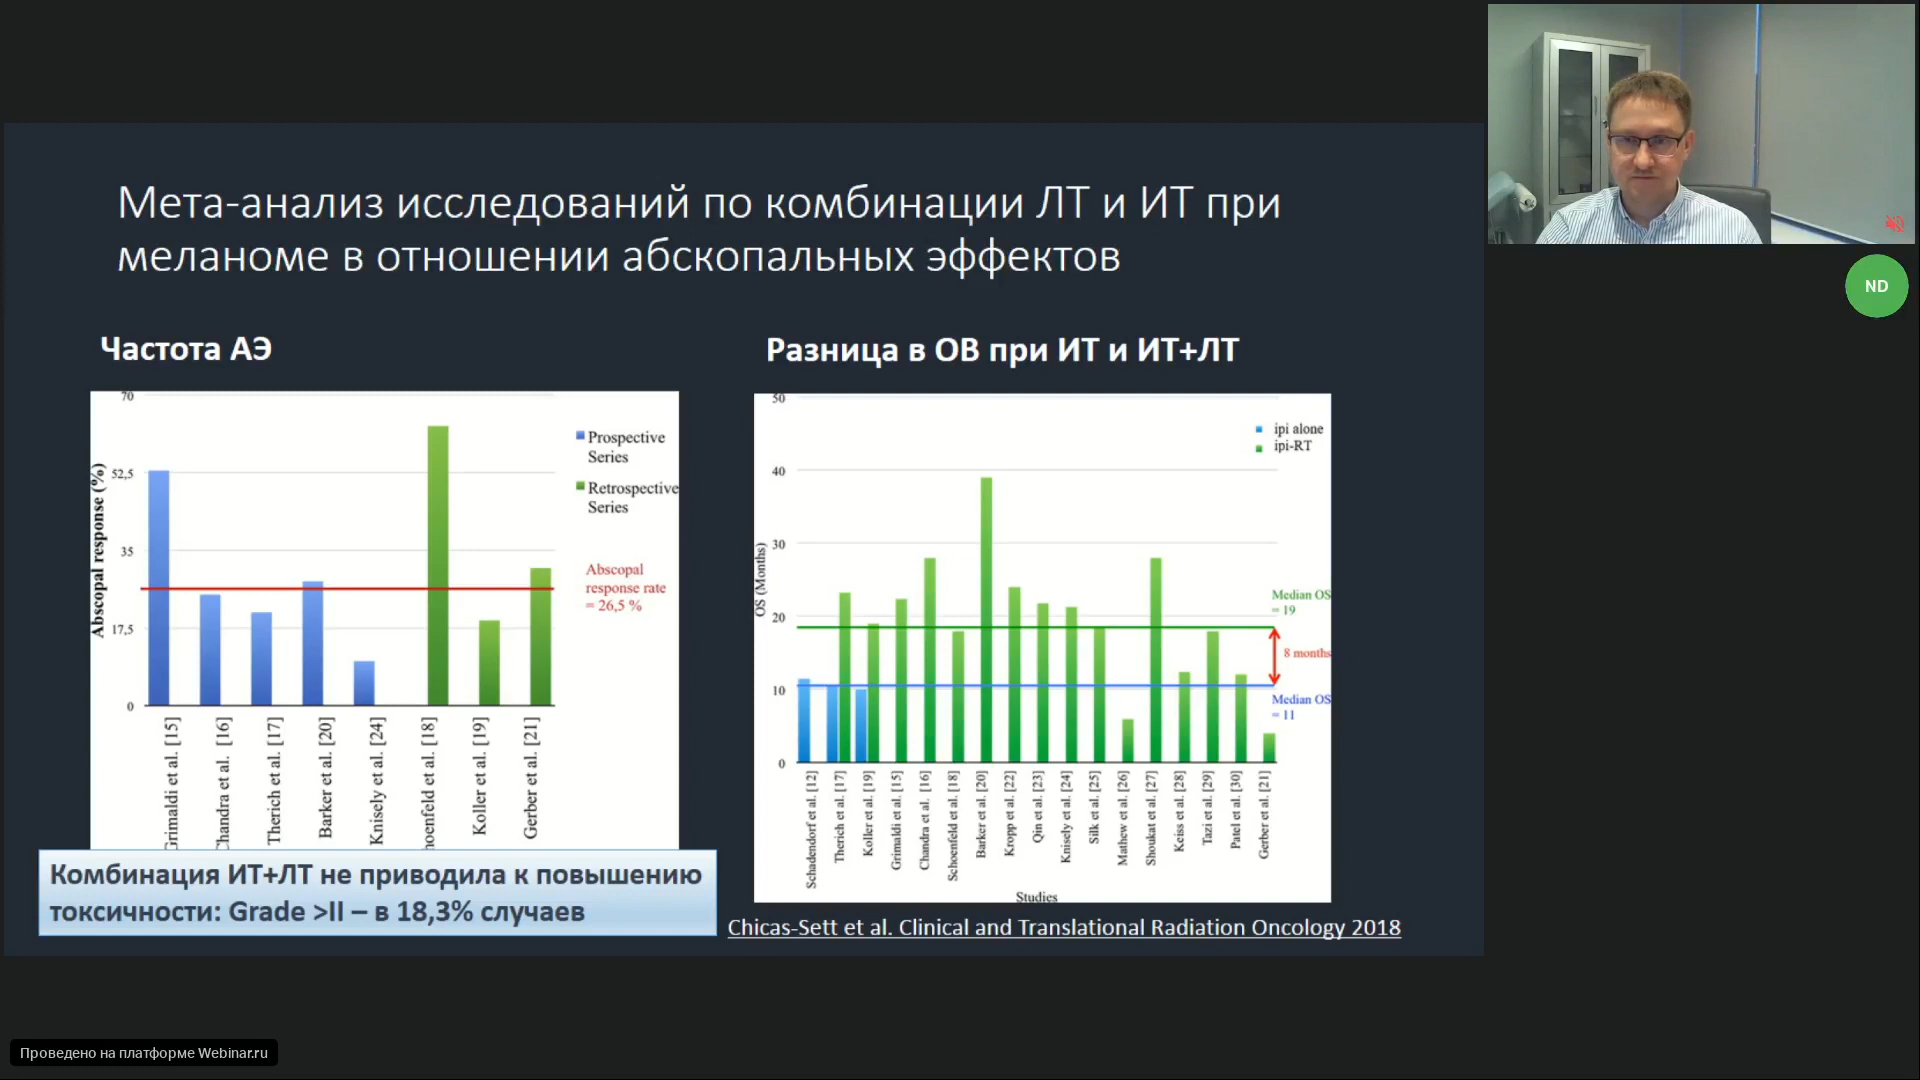 Мета-анализ исследований по комбинации ЛТ и ИТ при
меланоме в отношении абскопальных эффектов
Частота АЭ
70
52,5
35
17,5
0
Abscopal response (%)
Prospective
Series
Retrospective
Series
Abscopal
response rate
= 26,5 %
Grimaldi et al. [15]
Chandra et al. [16]
Therich et al. [17]
Barker et al. [20]
Knisely et al. [24]
hoenfeld et al. [18]
Koller et al. [19]
Gerber et al. [21]
Комбинация ИТ+ЛТ не приводила к повышению
токсичности: Grade >II – в 18,3% случаев
Разница в ОВ при ИТ и ИТ+ЛТ
50
40
30
20
10
0
OS (Months)
ipi alone
ipi-RT
Median OS
= 19
8 months
Median OS
= 11
Schadendorf et al. [12]
Therich et al. [17]
Koller et al. [19]
Grimaldi et al. [15]
Chandra et al. [16]
Schoenfeld et al. [18]
Barker et al. [20]
Kropp et al. [22]
Qin et al. [23]
Knisely et al. [24]
Silk et al. [25]
Mathew et al. [26]
Shoukat et al. [27]
Keiss et al. [28]
Tazi et al. [29]
Patel et al. [30]
Gerber et al. [21]
Studies
Chicas-Sett et al. Clinical and Translational Radiation Oncology 2018
ND
Проведено на платформе Webinar.ru